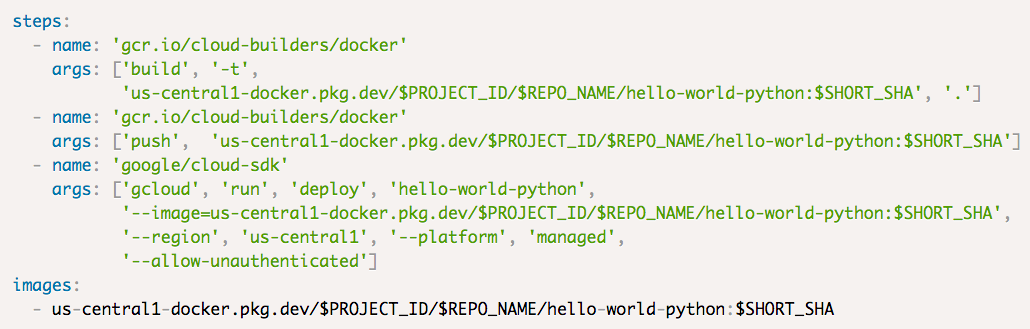 steps:
  - name: 'gcr.io/cloud-builders/docker'
    args: ['build', '-t',
           'us-central1-docker.pkg.dev/$PROJECT_ID/$REPO_NAME/hello-world-python:$SHORT_SHA', '.']
  - name: 'gcr.io/cloud-builders/docker'
    args: ['push',  'us-central1-docker.pkg.dev/$PROJECT_ID/$REPO_NAME/hello-world-python:$SHORT_SHA']
  - name: 'google/cloud-sdk'
    args: ['gcloud', 'run', 'deploy', 'hello-world-python',
           '--image=us-central1-docker.pkg.dev/$PROJECT_ID/$REPO_NAME/hello-world-python:$SHORT_SHA',
           '--region', 'us-central1', '--platform', 'managed',
           '--allow-unauthenticated']
images:
  - us-central1-docker.pkg.dev/$PROJECT_ID/$REPO_NAME/hello-world-python:$SHORT_SHA